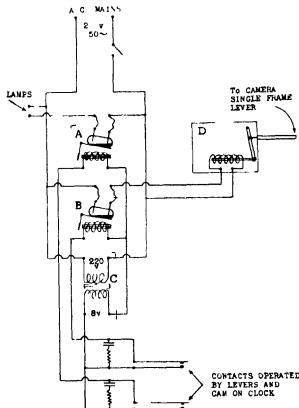 A C MAINS
2 v
50~
LAMPS
A
To CAMERA
SINGLE FRAME
LEVER
D
B
220
v
C
8v
CONTACTS OPERATED
BY LEVERS AND
CAM ON CLOCK